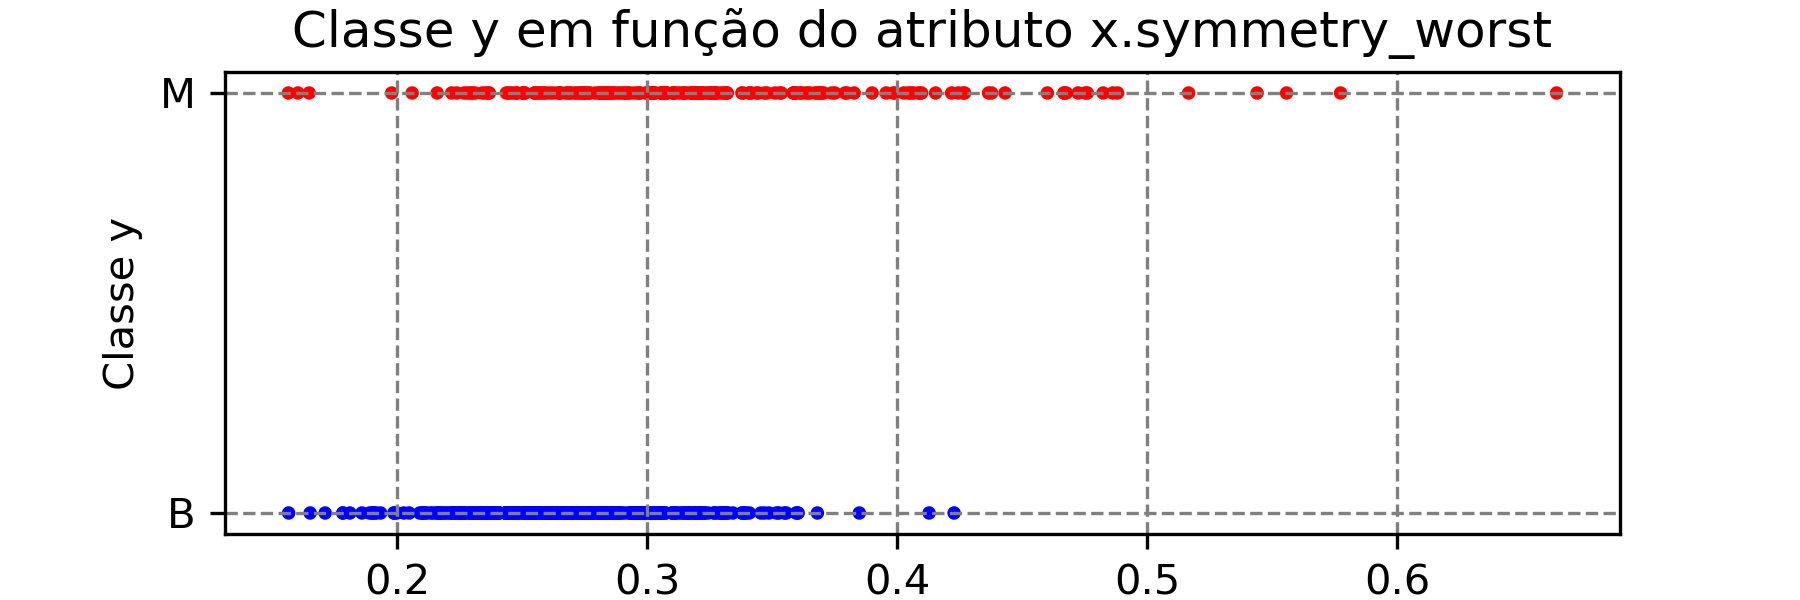 Classe y em função do atributo x.symmetry_worst
M
Classe y
B
0.2 0.3 0.4 0.5 0.6